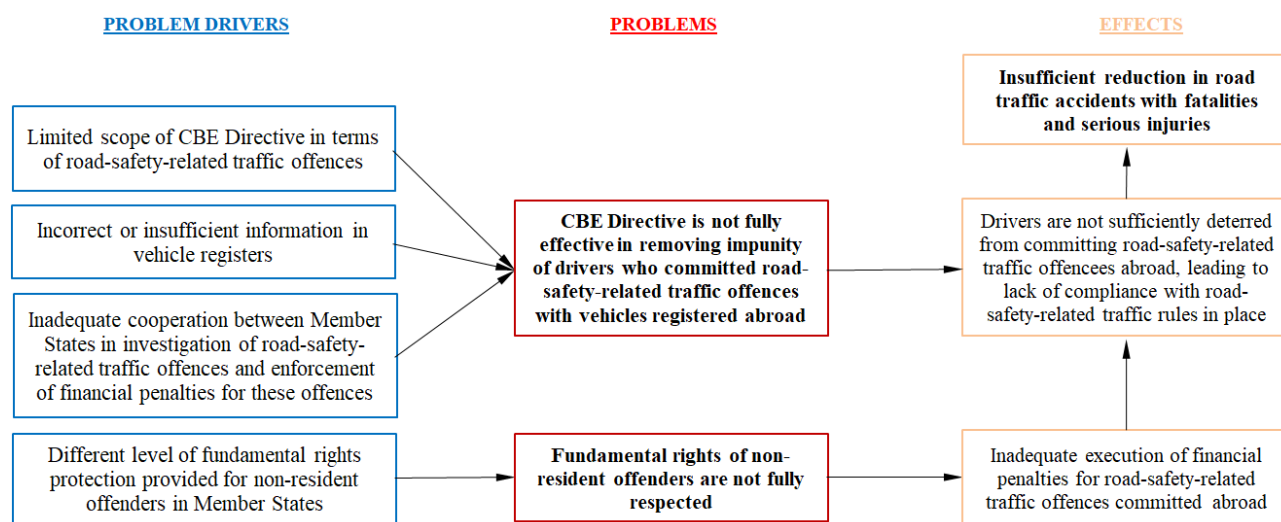 PROBLEM DRIVERS
PROBLEMS
EFFECTS
Limited scope of CBE Directive in terms
of road-safety-related traffic offences
Incorrect or insufficient information in
vehicle registers
Inadequate cooperation between Member
States in investigation of road-safety-
related traffic offences and enforcement
of financial penalties for these offences
Different level of fundamental rights
protection provided for non-resident
offenders in Member States
CBE Directive is not fully
effective in removing impunity
of drivers who committed road-
safety-related traffic offences
with vehicles registered abroad
Fundamental rights of non-
resident offenders are not fully
respected
Insufficient reduction in road
traffic accidents with fatalities
and serious injuries
Drivers are not sufficiently deterred
from committing road-safety-related
traffic offencees abroad, leading to
lack of compliance with road-
safety-related traffic rules in place
Inadequate execution of financial
penalties for road-safety-related
traffic offences committed abroad